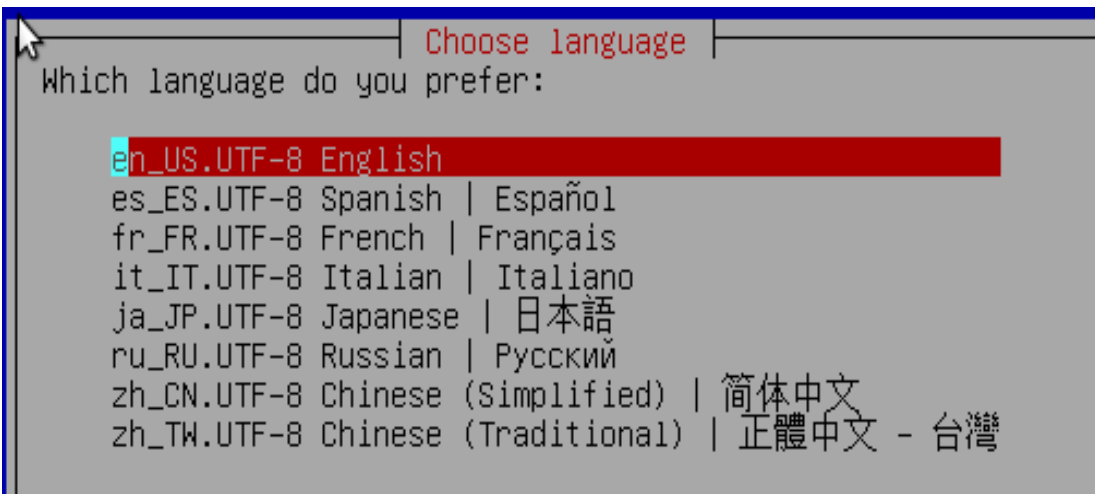 Choose language
Which language do you prefer:
en_US.UTF-8 English
es_ES.UTF-8 Spanish | Español
fr_FR.UTF-8 French | Français
it_IT.UTF-8 Italian | Italiano
ja_JP.UTF-8 Japanese | 日本語
ru_RU.UTF-8 Russian | Русский
zh_CN.UTF-8 Chinese (Simplified) | 简体中文
zh_TW.UTF-8 Chinese (Traditional) | 正體中文 - 台灣